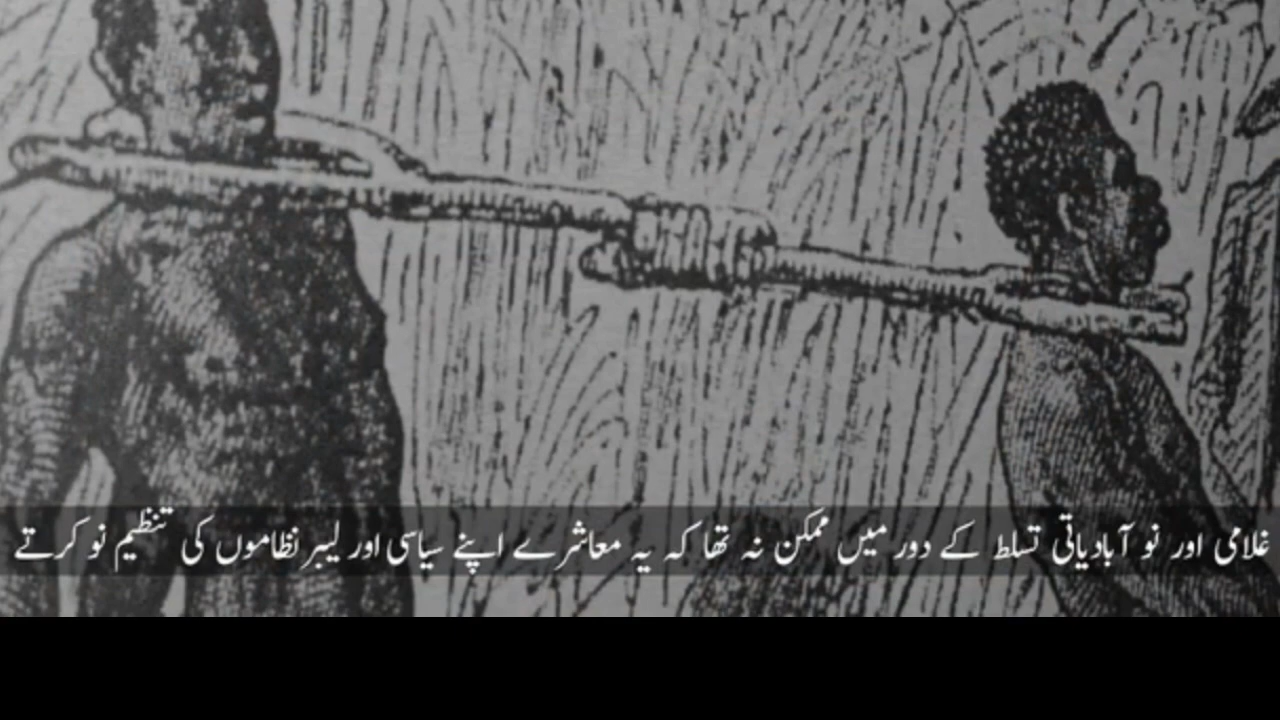 غلامی اور نو آبادیاتی تسلط کے دور میں ممکن نہ تھا کہ یہ معاشرے اپنے سیاسی اور لیبر نظاموں کی تنظیم نو کرتے